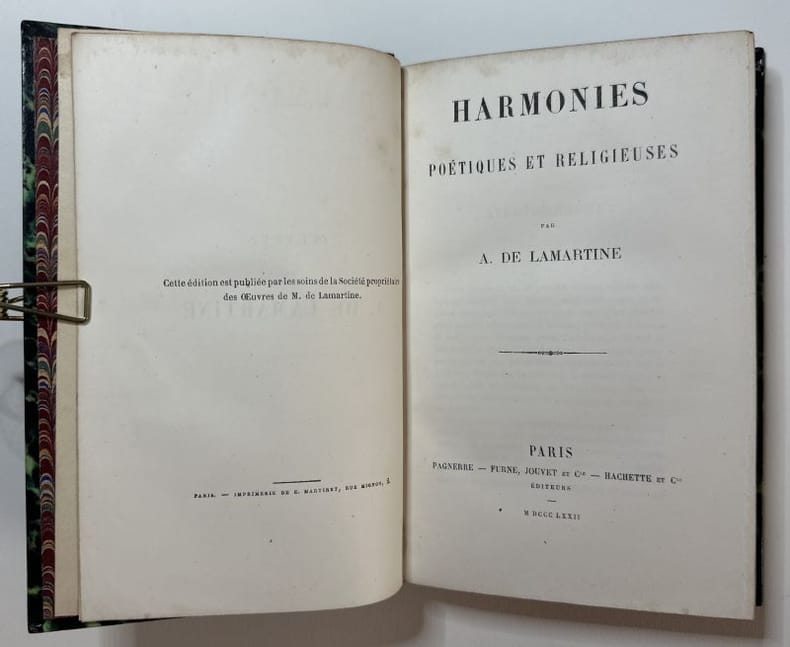 Cette édition est publiée par les soins de la Société propriétaire
des Œuvres de M. de Lamartine.
PARIS. — IMPRIMERIE DE E. MARTINET, RUE MIGNON, 2
HARMONIES
POÉTIQUES ET RELIGIEUSES
PAR
A. DE LAMARTINE
PARIS
PAGNERRE — FURNE, JOUVET ET Cie — HACHETTE ET Cie
ÉDITEURS
M DCCC LXXII